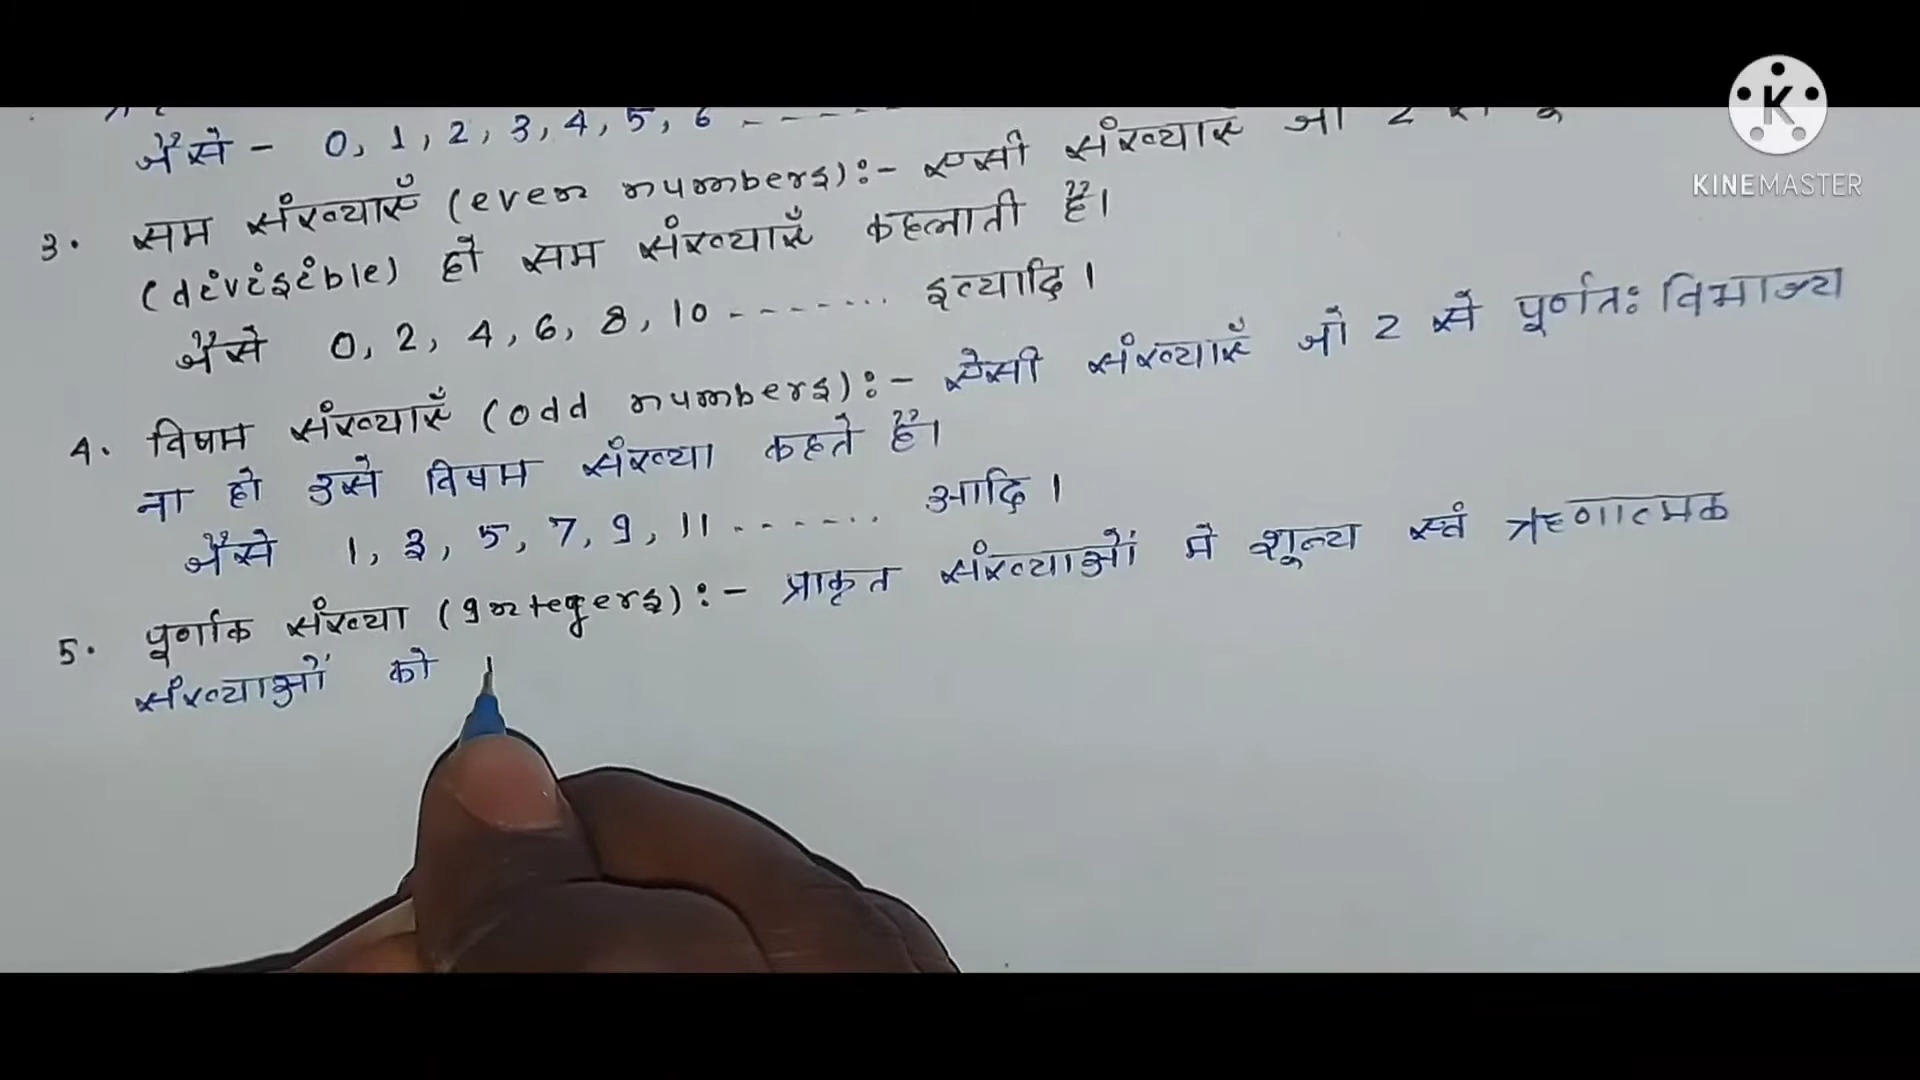 जैसे - 0, 1, 2, 3, 4, 5, 6 -----
3. सम संख्याएँ (even numbers):- एसी संख्याएँ जो 2 से
(divisible) हो सम संख्याएँ कहलाती हैं।
जैसे 0, 2, 4, 6, 8, 10 ------- इत्यादि।
4. विषम संख्याएँ (odd numbers):- ऐसी संख्याएँ जो 2 से पूर्णतः विभाज्य
ना हो उसे विषम संख्या कहते हैं।
जैसे 1, 3, 5, 7, 9, 11 ------ आदि।
5. पूर्णाक संख्या (Integers):- प्राकृत संख्याओं मे शून्य एवं ऋणात्मक
संख्याओं को
KINEMASTER